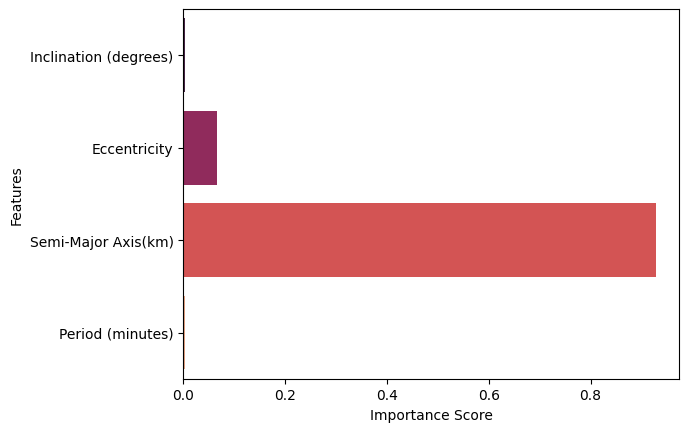 Features
Inclination (degrees)
Eccentricity
Semi-Major Axis(km)
Period (minutes)
0.0 0.2 0.4 0.6 0.8
Importance Score